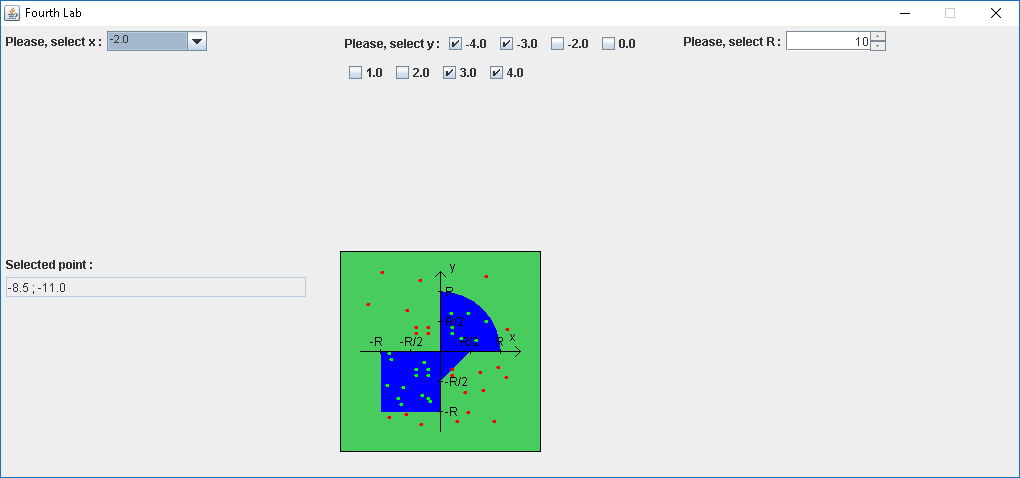 Fourth Lab
Please, select x : -2.0 Please, select y : -4.0 -3.0 -2.0 0.0 Please, select R : 10
1.0 2.0 3.0 4.0
Selected point :
-8.5 ; -11.0
y
R
-R -R/2 R x
-R/2
-R